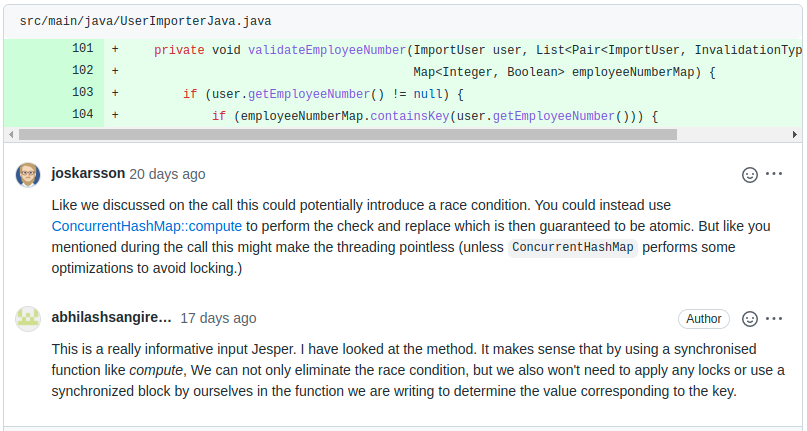 src/main/java/UserImporterJava.java
101 + private void validateEmployeeNumber(ImportUser user, List<Pair<ImportUser, InvalidationTyp
102 + Map<Integer, Boolean> employeeNumberMap) {
103 + if (user.getEmployeeNumber() != null) {
104 + if (employeeNumberMap.containsKey(user.getEmployeeNumber())) {
joskarsson 20 days ago
Like we discussed on the call this could potentially introduce a race condition. You could instead use
ConcurrentHashMap::compute to perform the check and replace which is then guaranteed to be atomic. But like you
mentioned during the call this might make the threading pointless (unless ConcurrentHashMap performs some
optimizations to avoid locking.)
abhilashsangire... 17 days ago Author
This is a really informative input Jesper. I have looked at the method. It makes sense that by using a synchronised
function like compute, We can not only eliminate the race condition, but we also won't need to apply any locks or use a
synchronized block by ourselves in the function we are writing to determine the value corresponding to the key.